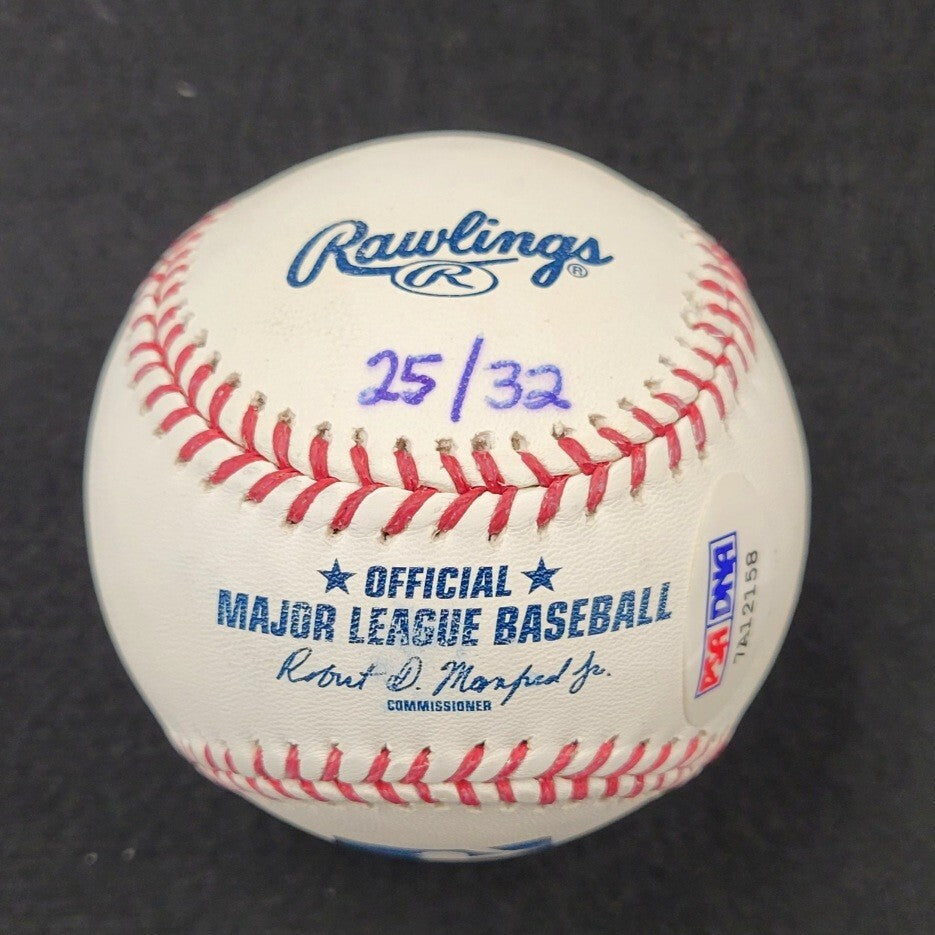 Rawlings®
R
25/32
★ OFFICIAL ★
MAJOR LEAGUE BASEBALL
Robert D. Manfred Jr.
COMMISSIONER
PSA DNA
7A12158